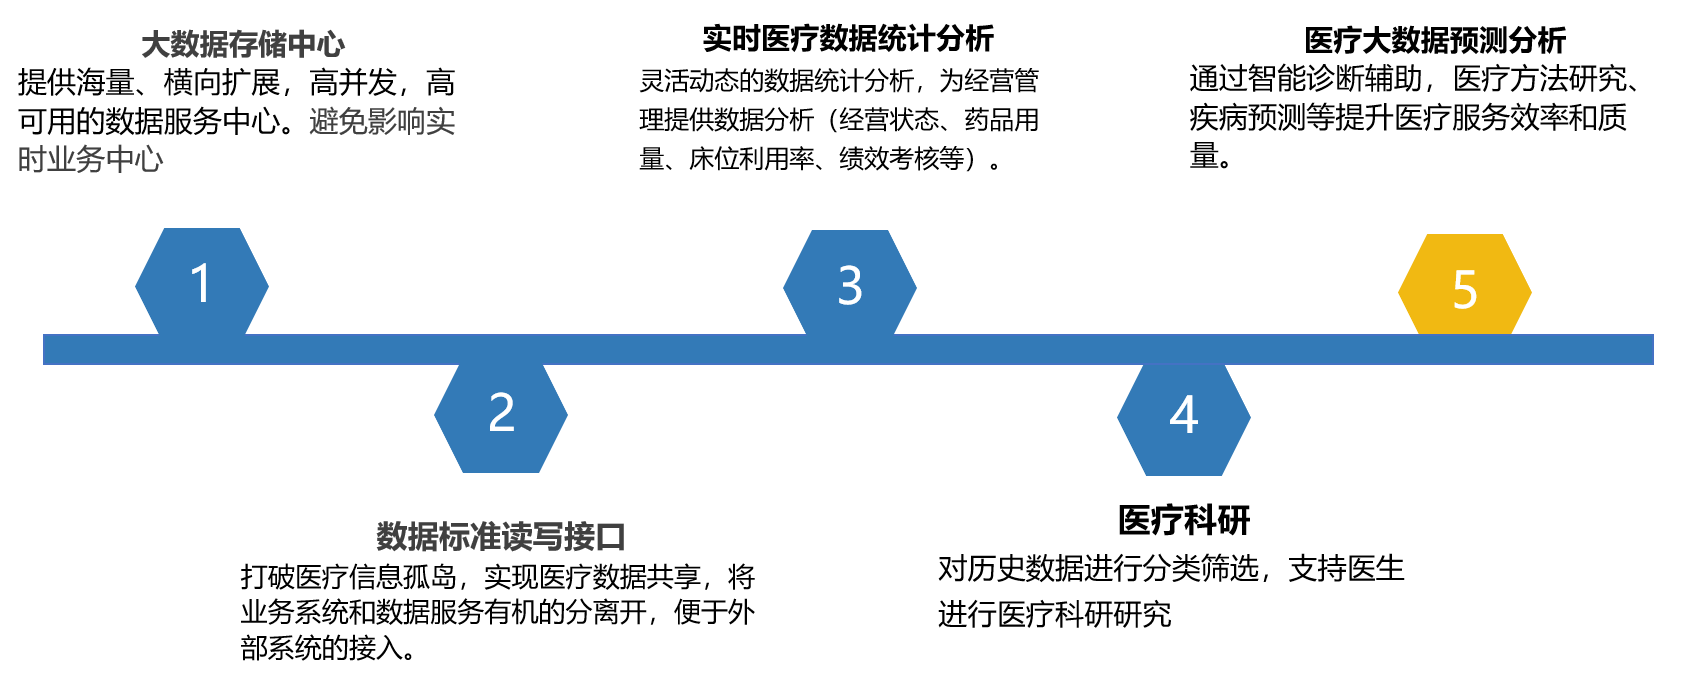 大数据存储中心
提供海量、横向扩展，高并发，高
可用的数据服务中心。避免影响实
时业务中心
实时医疗数据统计分析
灵活动态的数据统计分析，为经营管
理提供数据分析（经营状态、药品用
量、床位利用率、绩效考核等）。
医疗大数据预测分析
通过智能诊断辅助，医疗方法研究、
疾病预测等提升医疗服务效率和质
量。
1
3
5
2
4
数据标准读写接口
打破医疗信息孤岛，实现医疗数据共享，将
业务系统和数据服务有机的分离开，便于外
部系统的接入。
医疗科研
对历史数据进行分类筛选，支持医生
进行医疗科研研究